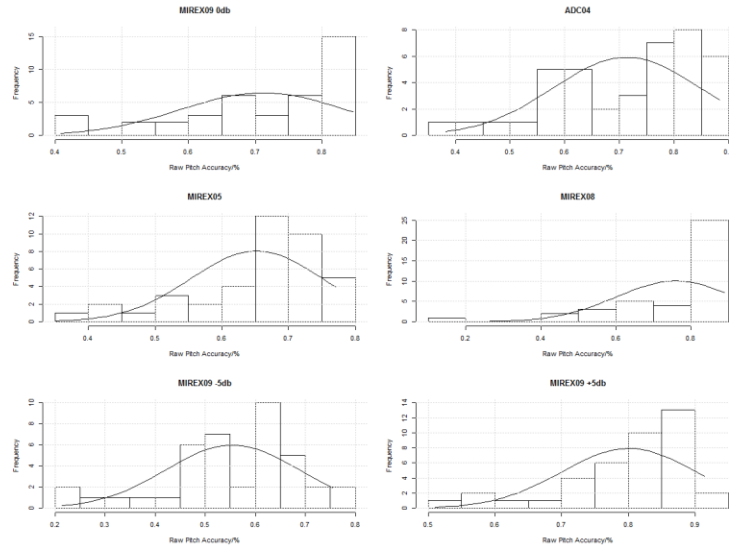 MIREX09 0db
Frequency
15
10
5
0
0.4 0.5 0.6 0.7 0.8
Raw Pitch Accuracy/%
ADC04
Frequency
8
6
4
2
0
0.4 0.5 0.6 0.7 0.8
Raw Pitch Accuracy/%
MIREX05
Frequency
12
10
8
6
4
2
0
0.4 0.5 0.6 0.7 0.8
Raw Pitch Accuracy/%
MIREX08
Frequency
25
20
15
10
5
0
0.2 0.4 0.6 0.8
Raw Pitch Accuracy/%
MIREX09 -5db
Frequency
10
8
6
4
2
0
0.2 0.3 0.4 0.5 0.6 0.7 0.8
Raw Pitch Accuracy/%
MIREX09 +5db
Frequency
14
12
10
8
6
4
2
0
0.5 0.6 0.7 0.8 0.9
Raw Pitch Accuracy/%